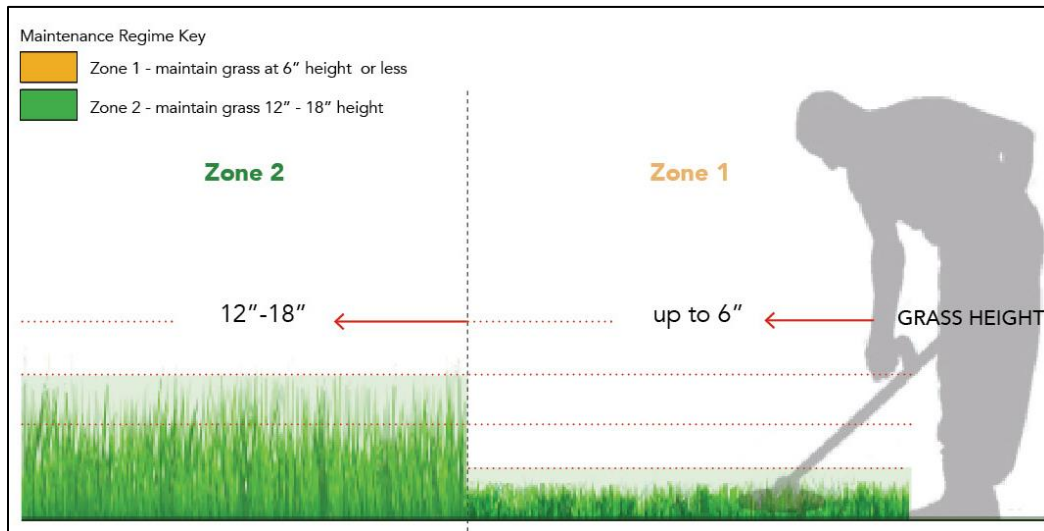 Maintenance Regime Key
Zone 1 - maintain grass at 6” height or less
Zone 2 - maintain grass 12” - 18” height
Zone 2
Zone 1
12”-18”
up to 6”
GRASS HEIGHT